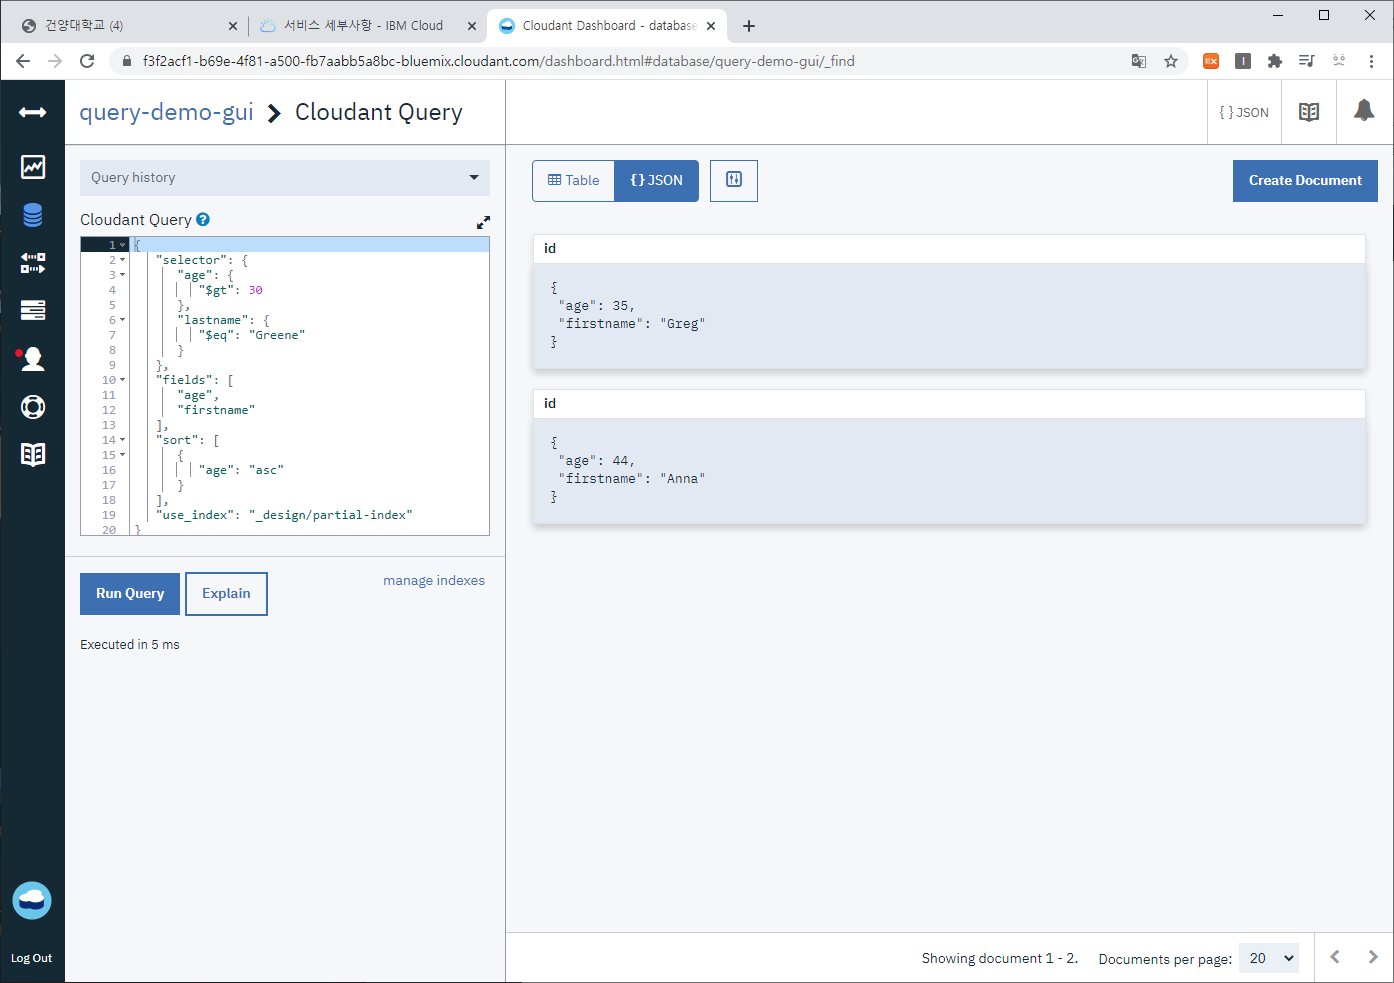 건양대학교 (4)
서비스 세부사항 - IBM Cloud
Cloudant Dashboard - database
f3f2acf1-b69e-4f81-a500-fb7aabb5a8bc-bluemix.cloudant.com/dashboard.html#database/query-demo-gui/_find
query-demo-gui > Cloudant Query
{ } JSON
Query history
Table
{ } JSON
Create Document
Cloudant Query ?
1 {
2 "selector": {
3 "age": {
4 "$gt": 30
5 },
6 "lastname": {
7 "$eq": "Greene"
8 }
9 },
10 "fields": [
11 "age",
12 "firstname"
13 ],
14 "sort": [
15 {
16 "age": "asc"
17 }
18 ],
19 "use_index": "_design/partial-index"
20 }
Run Query
Explain
manage indexes
Executed in 5 ms
id
{
"age": 35,
"firstname": "Greg"
}
id
{
"age": 44,
"firstname": "Anna"
}
Log Out
Showing document 1 - 2.
Documents per page: 20